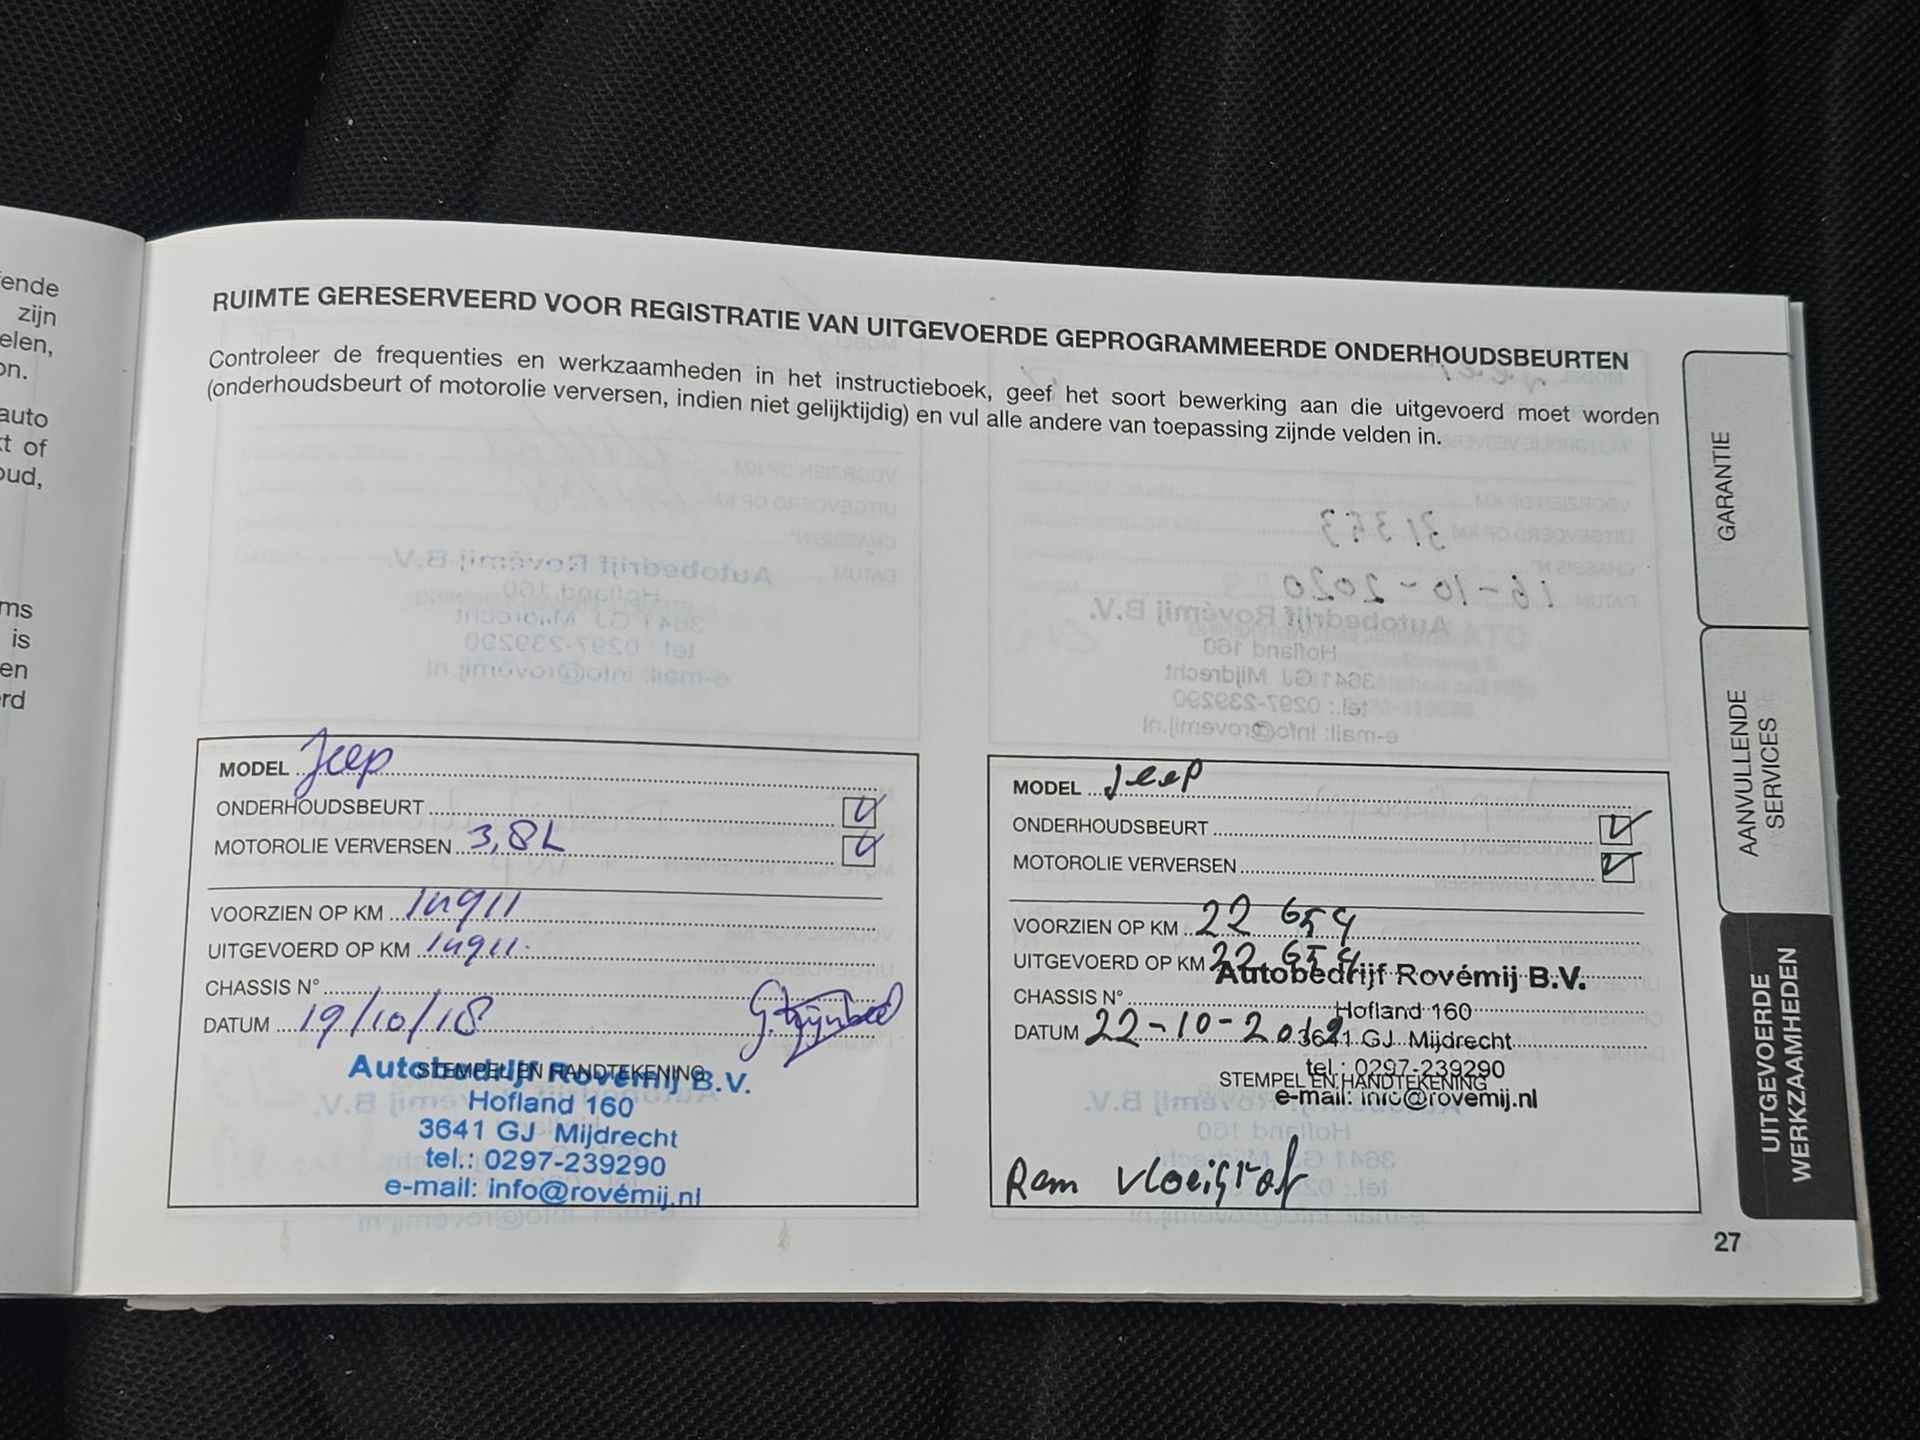 ende
zijn
elen,
on.
auto
t of
oud,
ms
is
en
rd
RUIMTE GERESERVEERD VOOR REGISTRATIE VAN UITGEVOERDE GEPROGRAMMEERDE ONDERHOUDSBEURTEN
Controleer de frequenties en werkzaamheden in het instructieboek, geef het soort bewerking aan die uitgevoerd moet worden
(onderhoudsbeurt of motorolie verversen, indien niet gelijktijdig) en vul alle andere van toepassing zijnde velden in.
MODEL Jeep
ONDERHOUDSBEURT
MOTOROLIE VERVERSEN 3,8L
VOORZIEN OP KM 14911
UITGEVOERD OP KM 14911
CHASSIS N°
DATUM 19/10/18
STEMPEL EN HANDTEKENING
Autobedrijf Rovémij B.V.
Hofland 160
3641 GJ Mijdrecht
tel.: 0297-239290
e-mail: info@rovémij.nl
MODEL Jeep
ONDERHOUDSBEURT
MOTOROLIE VERVERSEN
VOORZIEN OP KM 22 654
UITGEVOERD OP KM 22 654
Autobedrijf Rovémij B.V.
CHASSIS N°
Hofland 160
DATUM 22-10-2019
3641 GJ Mijdrecht
tel.: 0297-239290
STEMPEL EN HANDTEKENING
e-mail: info@rovemij.nl
Rem vloeistof
GARANTIE
AANVULLENDE
SERVICES
UITGEVOERDE
WERKZAAMHEDEN
27